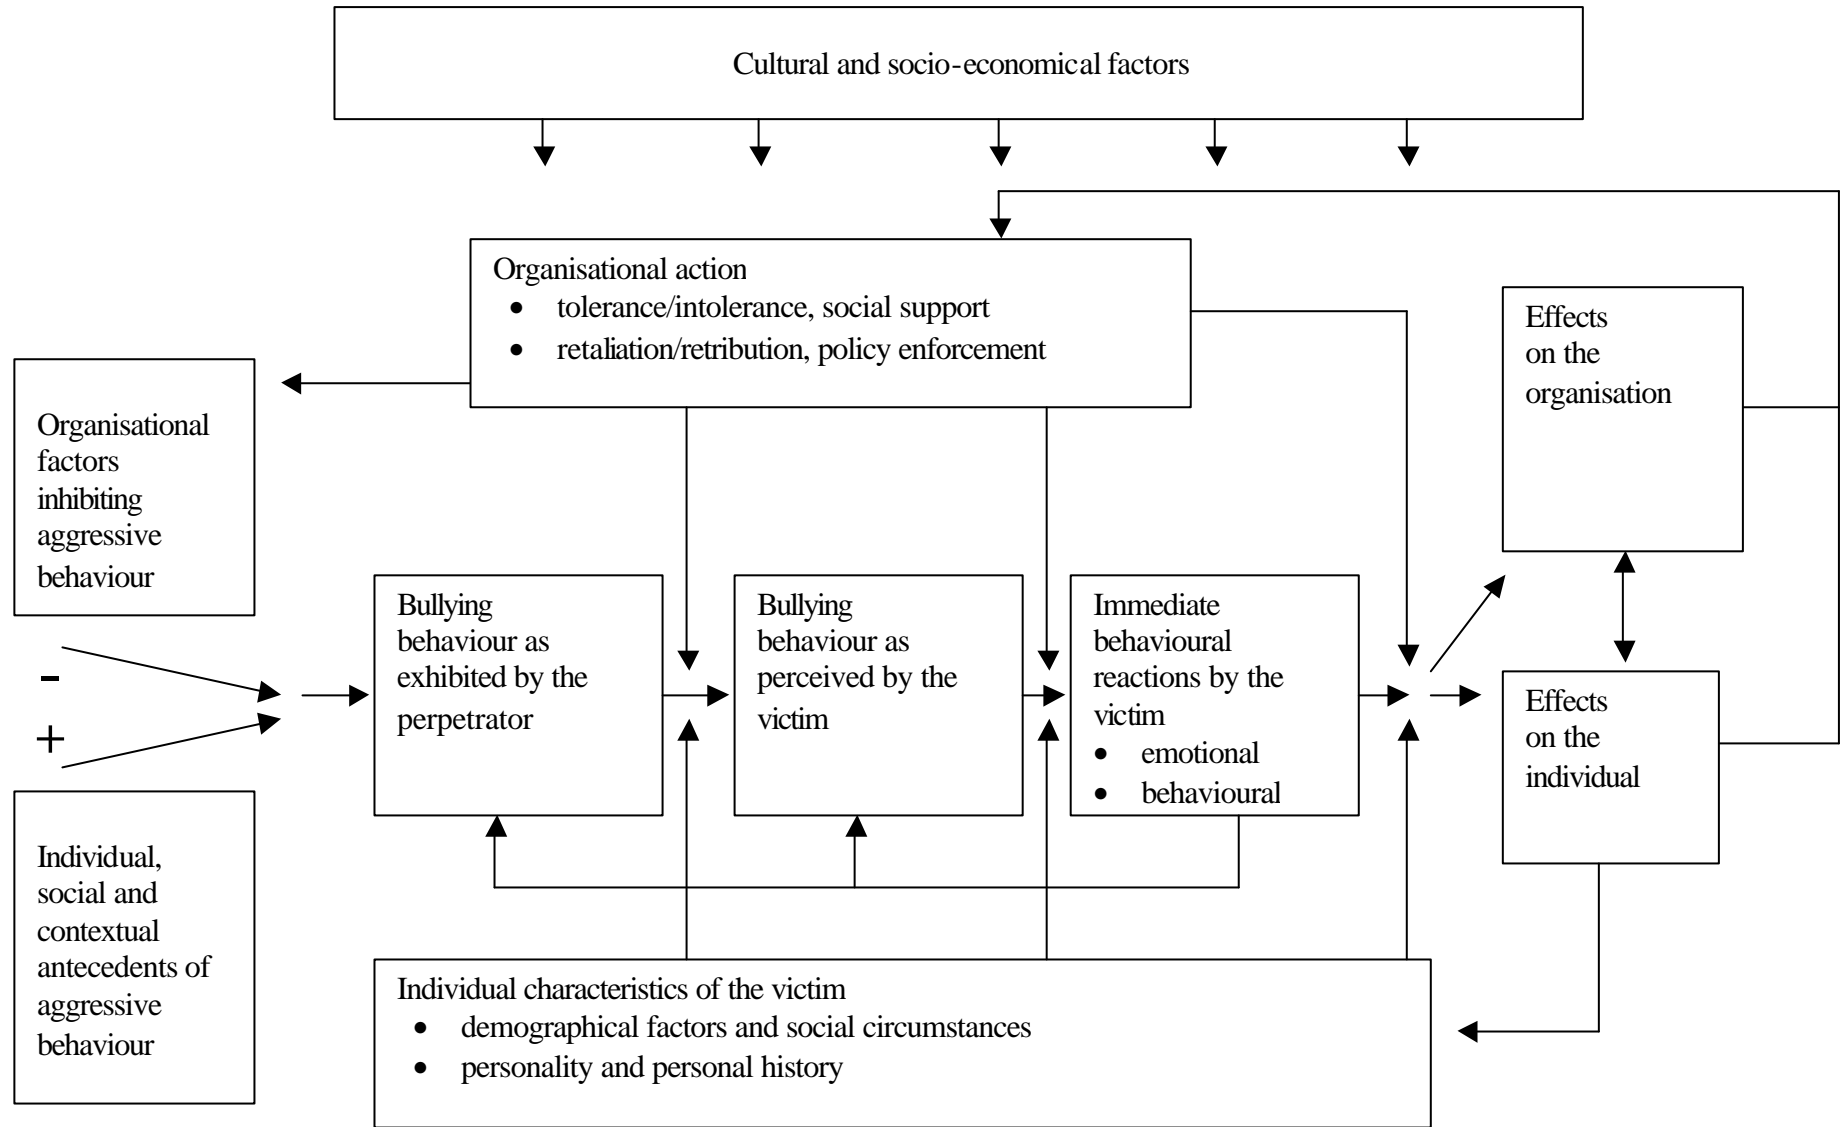 Cultural and socio-economical factors
Organisational action
• tolerance/intolerance, social support
• retaliation/retribution, policy enforcement
Effects
on the
organisation
Organisational
factors
inhibiting
aggressive
behaviour
-
+
Bullying
behaviour as
exhibited by the
perpetrator
Bullying
behaviour as
perceived by the
victim
Immediate
behavioural
reactions by the
victim
• emotional
• behavioural
Effects
on the
individual
Individual,
social and
contextual
antecedents of
aggressive
behaviour
Individual characteristics of the victim
• demographical factors and social circumstances
• personality and personal history